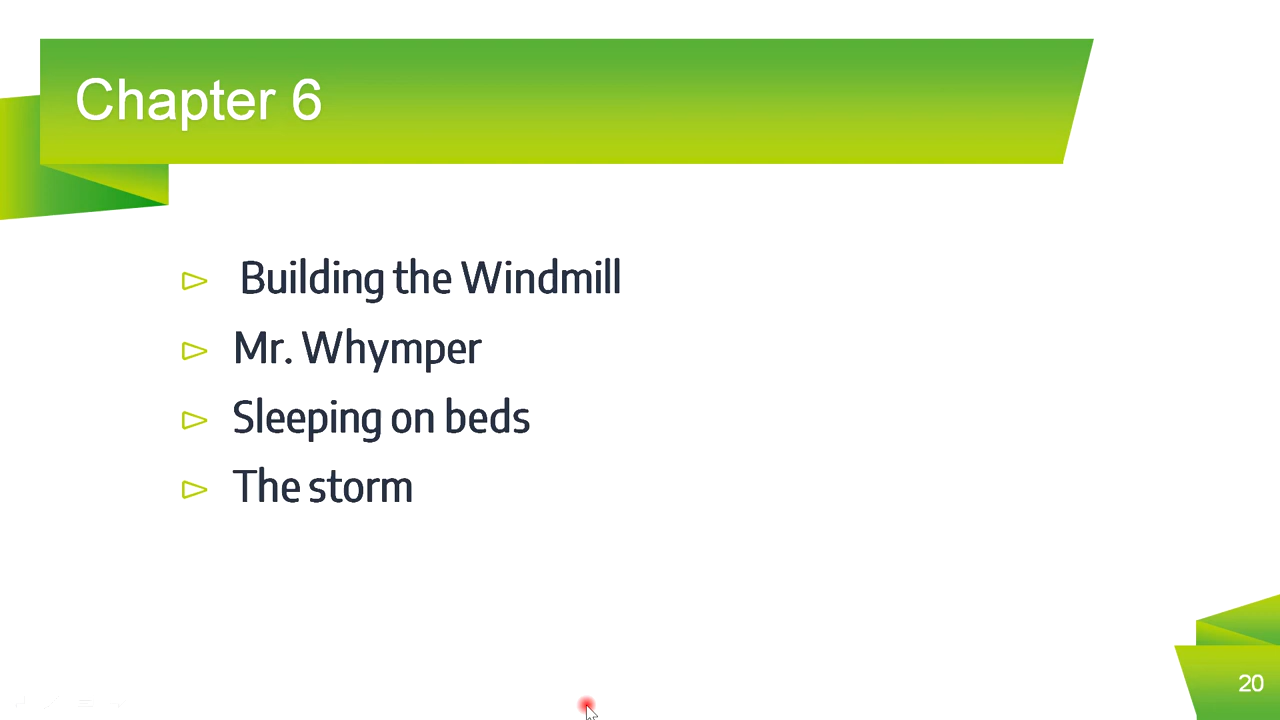 Chapter 6
Building the Windmill
Mr. Whymper
Sleeping on beds
The storm
20